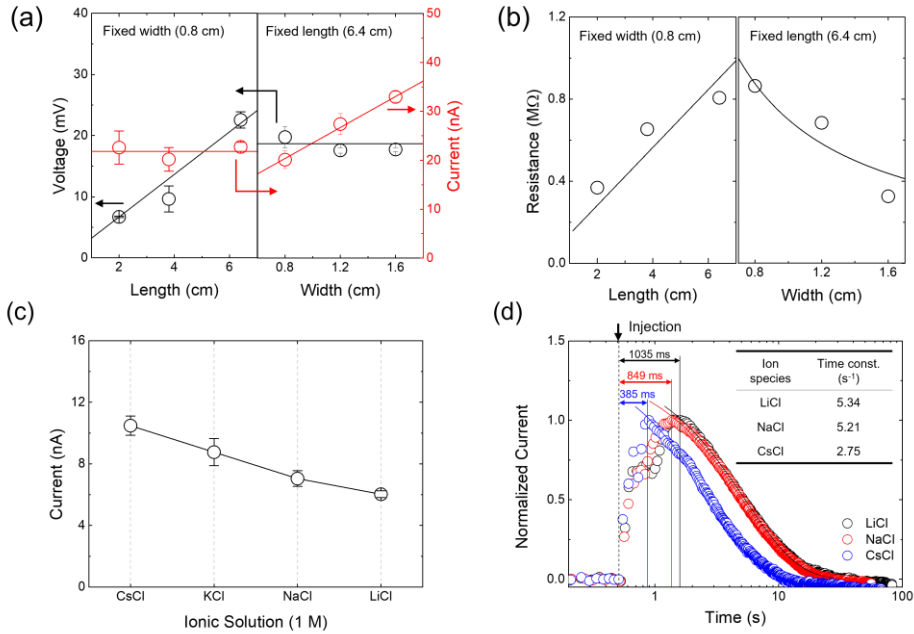 (a)
Fixed width (0.8 cm)
Fixed length (6.4 cm)
Voltage (mV)
Current (nA)
40
30
20
10
0
50
40
30
20
10
0
2
4
6
0.8
1.2
1.6
Length (cm)
Width (cm)
(b)
Fixed width (0.8 cm)
Fixed length (6.4 cm)
Resistance (MΩ)
1.2
0.8
0.4
0.0
2
4
6
0.8
1.2
1.6
Length (cm)
Width (cm)
(c)
Current (nA)
16
12
8
4
0
CsCl
KCl
NaCl
LiCl
Ionic Solution (1 M)
(d)
Injection
1035 ms
849 ms
385 ms
Ion species
Time const. (s⁻¹)
LiCl 5.34
NaCl 5.21
CsCl 2.75
LiCl
NaCl
CsCl
Normalized Current
1.5
1.0
0.5
0.0
1
10
100
Time (s)